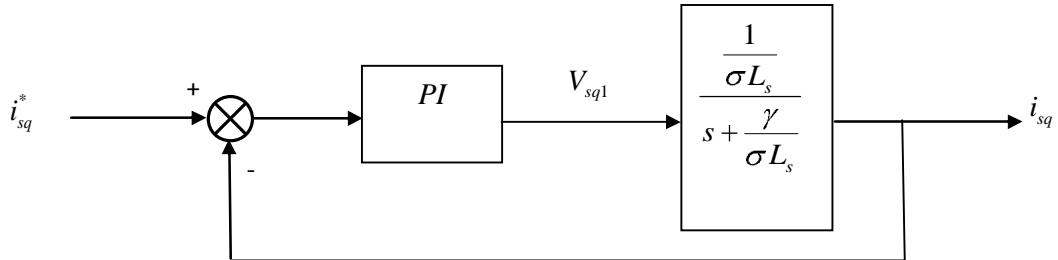 i*sq
+
-
PI
Vsq1
1
σLs
s + γ
σLs
isq